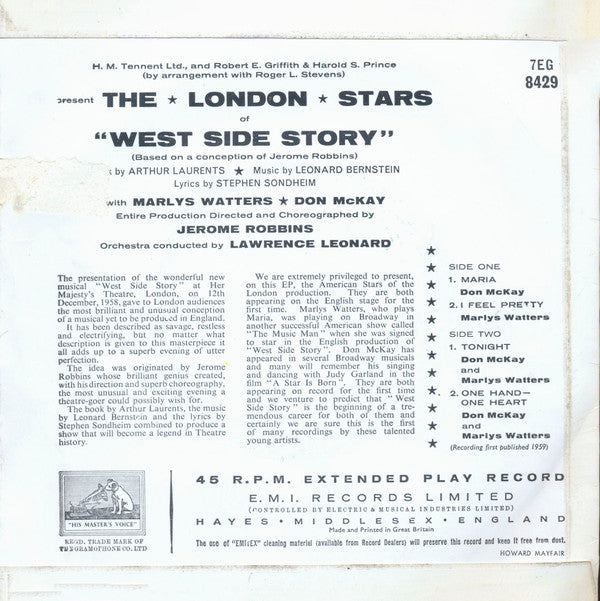 H. M. Tennent Ltd., and Robert E. Griffith & Harold S. Prince
(by arrangement with Roger L. Stevens)
present THE ★ LONDON ★ STARS
of
"WEST SIDE STORY"
(Based on a conception of Jerome Robbins)
by ARTHUR LAURENTS ★ Music by LEONARD BERNSTEIN
Lyrics by STEPHEN SONDHEIM
with MARLYS WATTERS ★ DON McKAY
Entire Production Directed and Choreographed by
JEROME ROBBINS
Orchestra conducted by LAWRENCE LEONARD
7EG
8429
The presentation of the wonderful new
musical "West Side Story" at Her
Majesty's Theatre, London, on 12th
December, 1958, gave to London audiences
the most brilliant and unusual conception
of a musical yet to be produced in England.
It has been described as savage, restless
and electrifying, but no matter what
description is given to this masterpiece it
all adds up to a superb evening of utter
perfection.
The idea was originated by Jerome
Robbins whose brilliant genius created,
with his direction and superb choreography,
the most unusual and exciting evening a
theatre-goer could possibly wish for.
The book by Arthur Laurents, the music
by Leonard Bernstein and the lyrics by
Stephen Sondheim combined to produce a
show that will become a legend in Theatre
history.
We are extremely privileged to present,
on this EP, the American Stars of the
London production. They are both
appearing on the English stage for the
first time. Marlys Watters, who plays
Maria, was playing on Broadway in
another successful American show called
"The Music Man" when she was signed
to star in the English production of
"West Side Story". Don McKay has
appeared in several Broadway musicals
and many will remember his singing
and dancing with Judy Garland in the
film "A Star Is Born". They are both
appearing on record for the first time
and we venture to predict that "West
Side Story" is the beginning of a tre-
mendous career for both of them and
certainly we are sure this is the first
of many recordings by these talented
young artists.
SIDE ONE
1. MARIA
Don McKay
2. I FEEL PRETTY
Marlys Watters
SIDE TWO
1. TONIGHT
Don McKay
and
Marlys Watters
2. ONE HAND—
ONE HEART
Don McKay
and
Marlys Watters
(Recording first published 1959)
"HIS MASTER'S VOICE"
REGD. TRADE MARK OF
THE GRAMOPHONE CO. LTD
45 R.P.M. EXTENDED PLAY RECORD
E.M.I. RECORDS LIMITED
(CONTROLLED BY ELECTRIC & MUSICAL INDUSTRIES LIMITED)
HAYES • MIDDLESEX • ENGLAND
Made and Printed in Great Britain
The use of "EMITEX" cleaning material (available from Record Dealers) will preserve this record and keep it free from dust.
HOWARD MAYFAIR